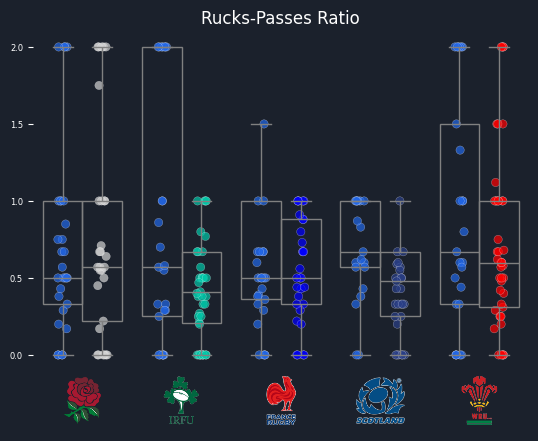 Rucks-Passes Ratio
2.0
1.5
1.0
0.5
0.0
IRFU
FRANCE
RUGBY
SCOTLAND
WRU